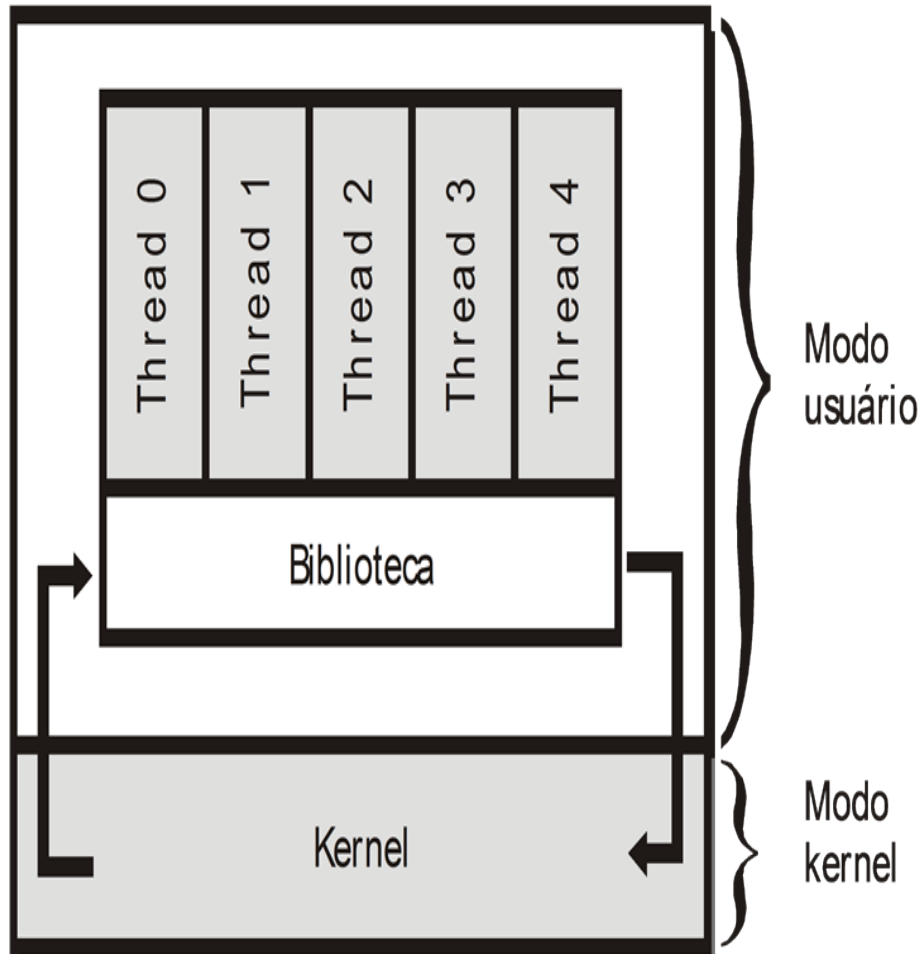 Thread 0
Thread 1
Thread 2
Thread 3
Thread 4
Biblioteca
Modo
usuário
Kernel
Modo
kernel